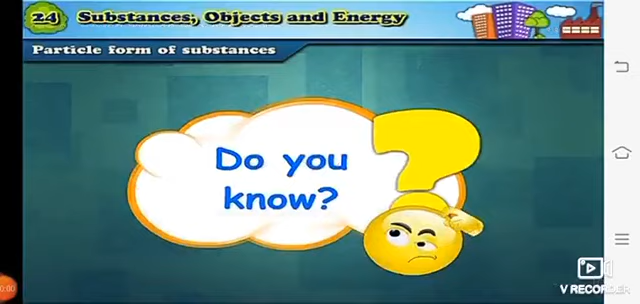 24 Substances, Objects and Energy
Particle form of substances
Do you
know?
V RECORDER